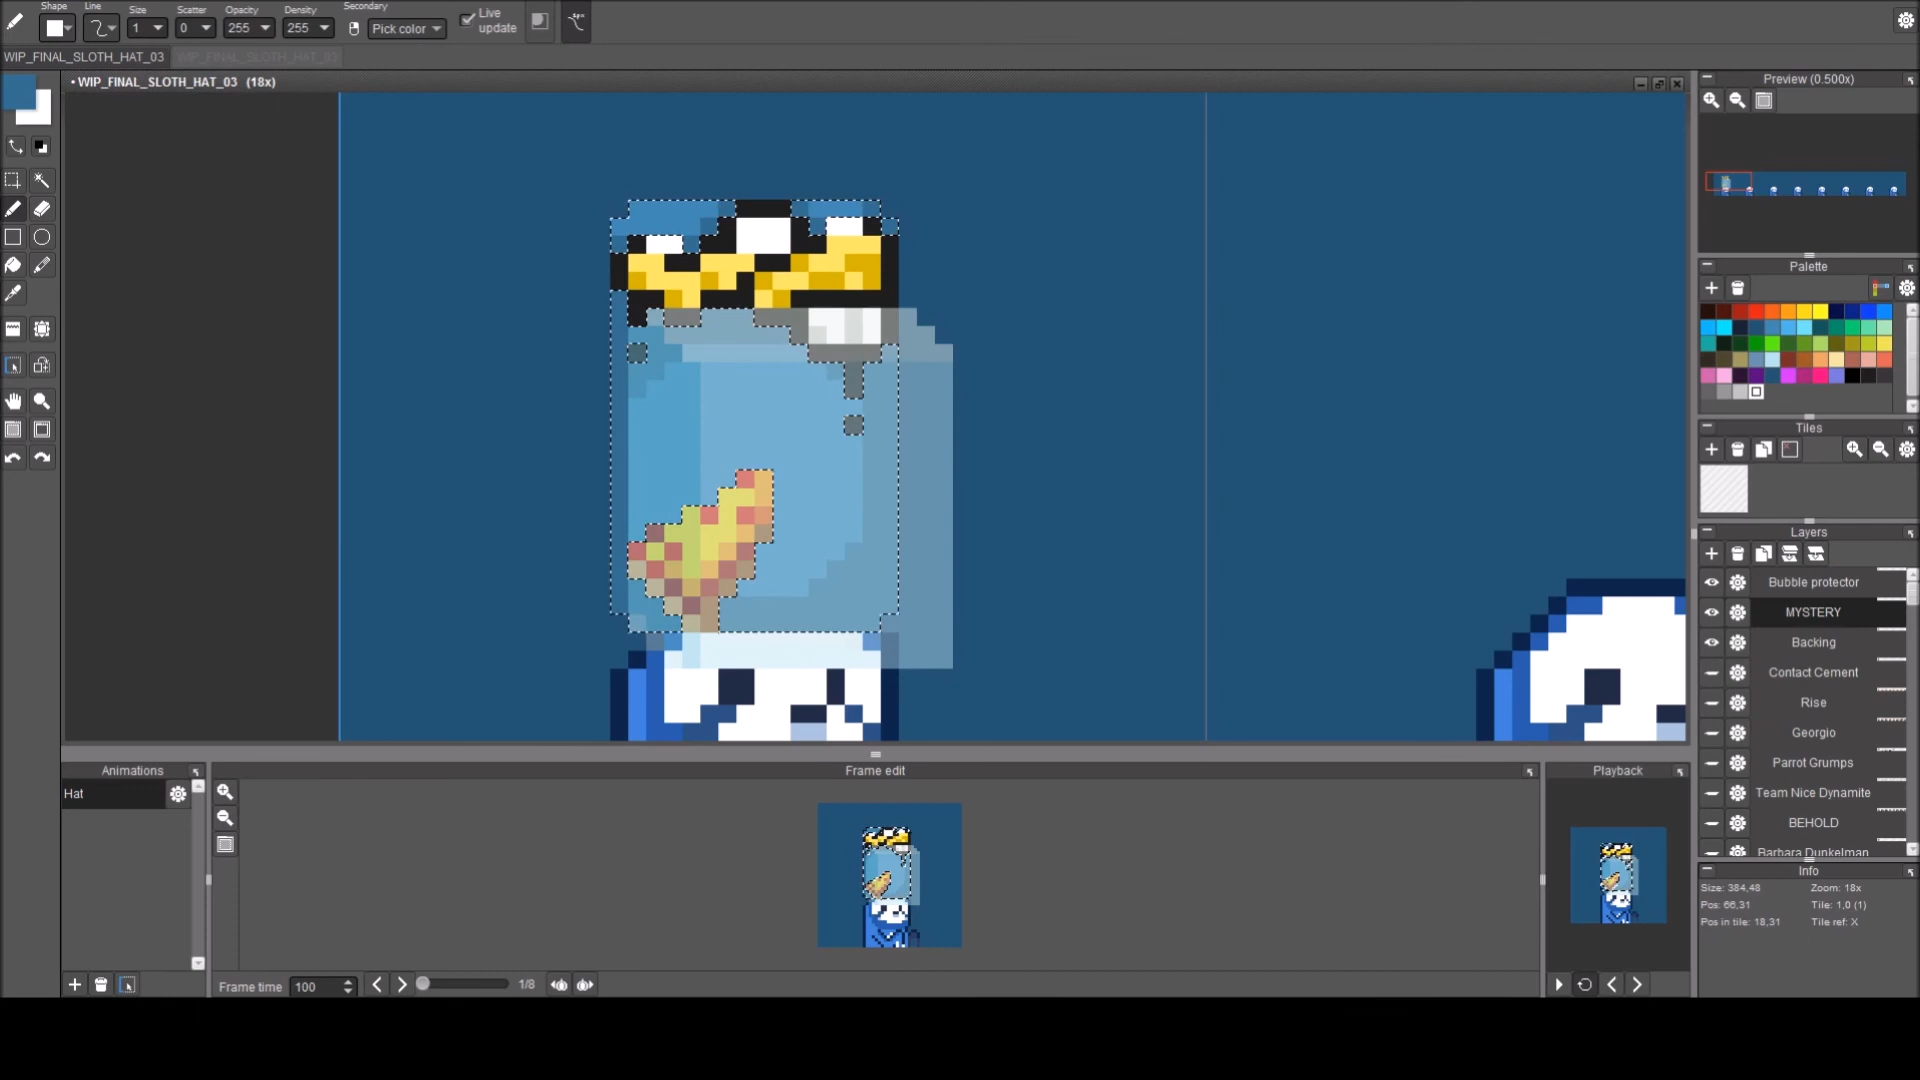 Shape Line Size Scatter Opacity Density Secondary Live update
1 0 255 255 Pick color
WIP_FINAL_SLOTH_HAT_03 WIP_FINAL_SLOTH_HAT_03
• WIP_FINAL_SLOTH_HAT_03 (18x)
Preview (0.500x)
Palette
Tiles
Layers
Bubble protector
MYSTERY
Backing
Contact Cement
Rise
Georgio
Parrot Grumps
Team Nice Dynamite
BEHOLD
Barbara Dunkelman
Info
Size: 384,48 Zoom: 18x
Pos: 66,31 Tile: 1,0 (1)
Pos in tile: 18,31 Tile ref: X
Animations
Hat
Frame edit
Frame time 100 1/8
Playback